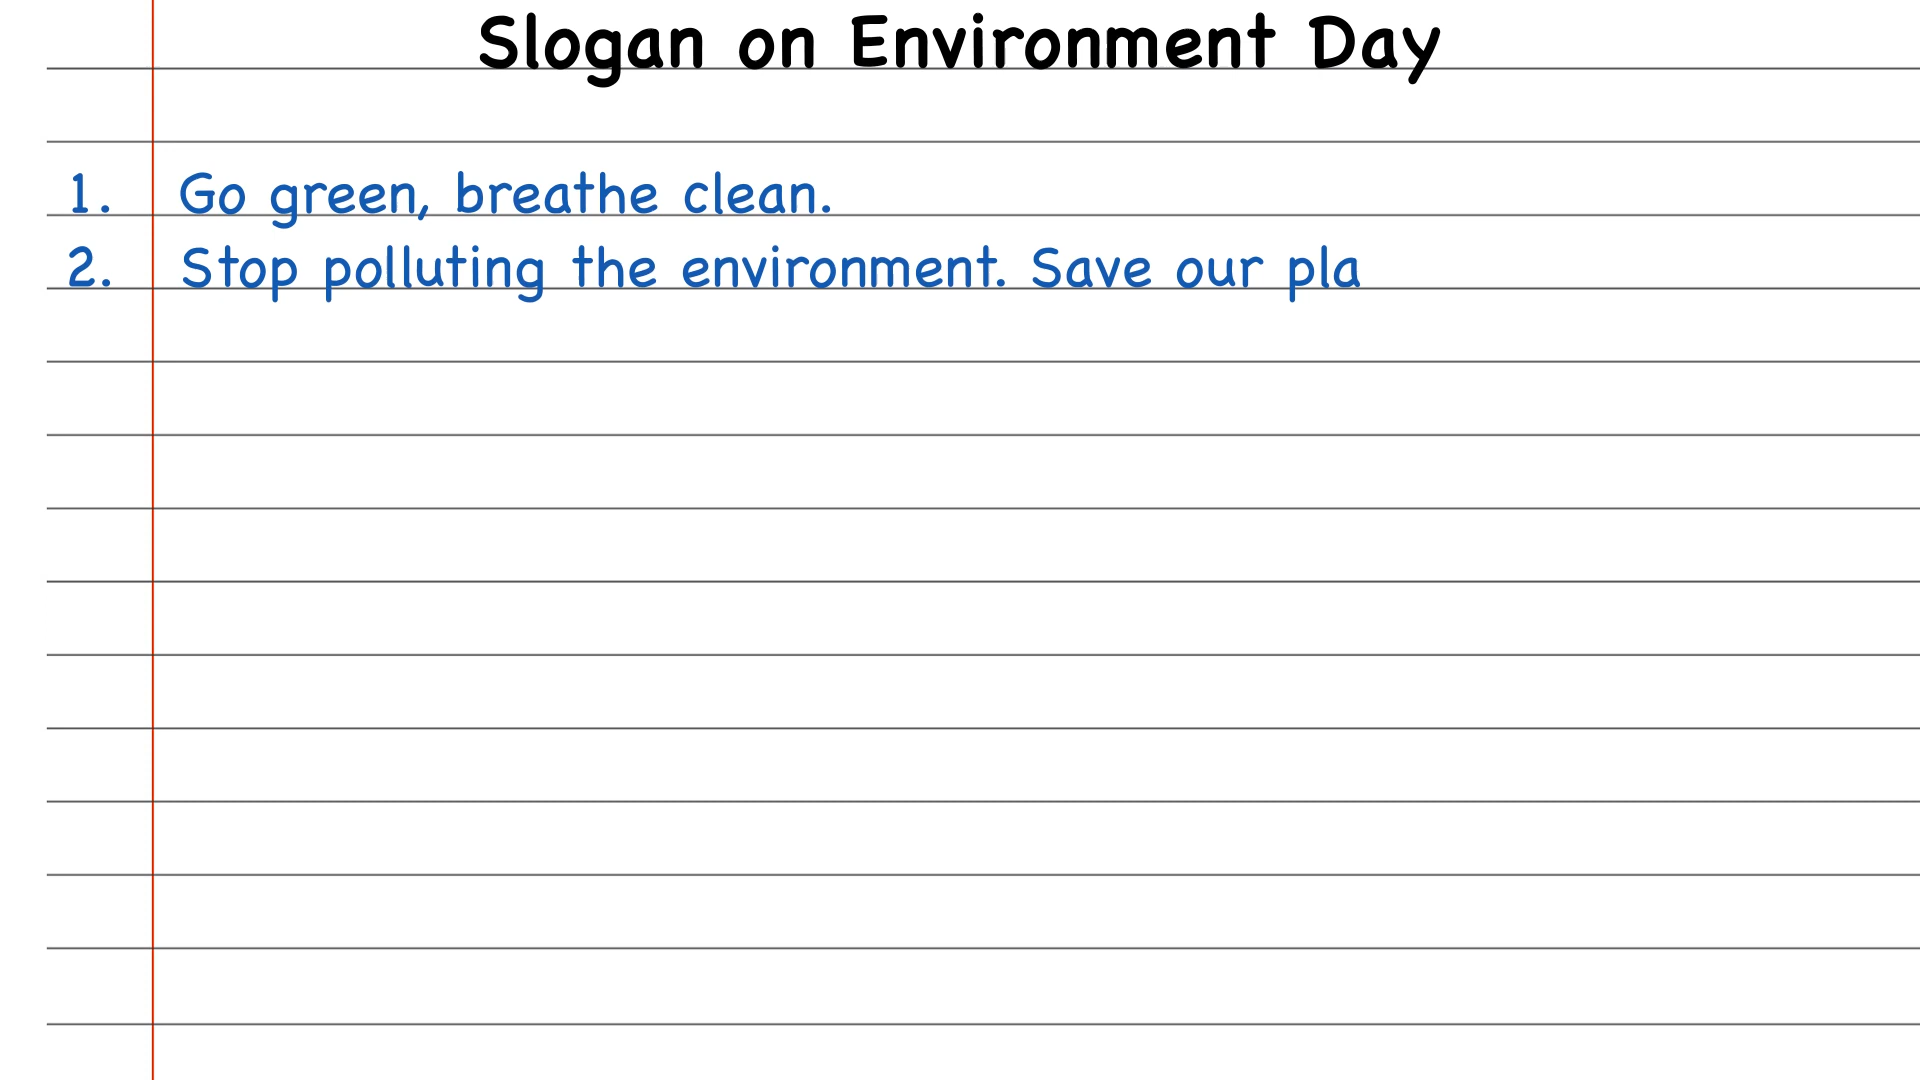 Slogan on Environment Day
1. Go green, breathe clean.
2. Stop polluting the environment. Save our pla